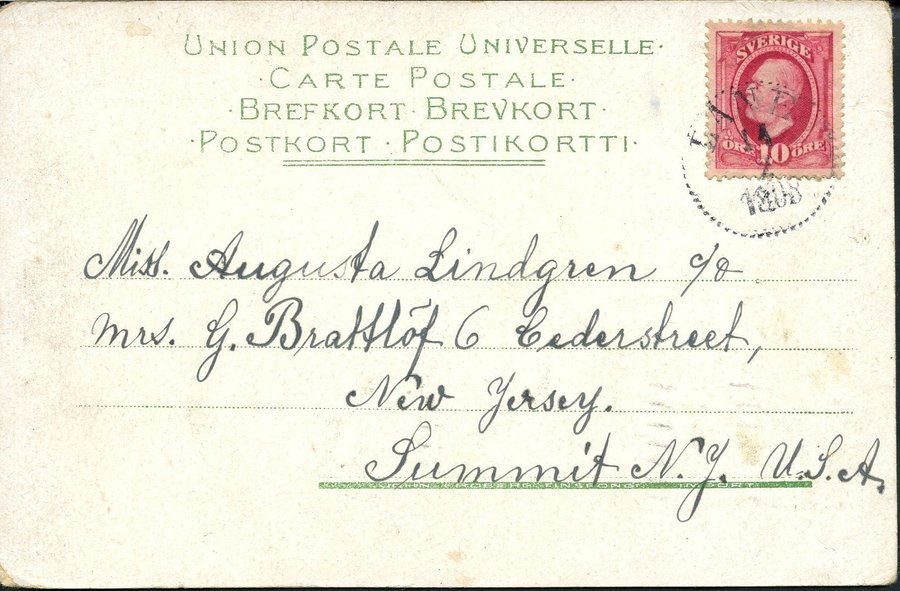 UNION POSTALE UNIVERSELLE·
·CARTE POSTALE·
·BREFKORT·BREVKORT·
·POSTKORT·POSTIKORTTI·
SVERIGE
ÖRE 10 ÖRE
Miss. Augusta Lindgren c/o
Mrs. G. Brattlöf 6 Cederstreet,
New Jersey.
Summit N.J. U.S.A.